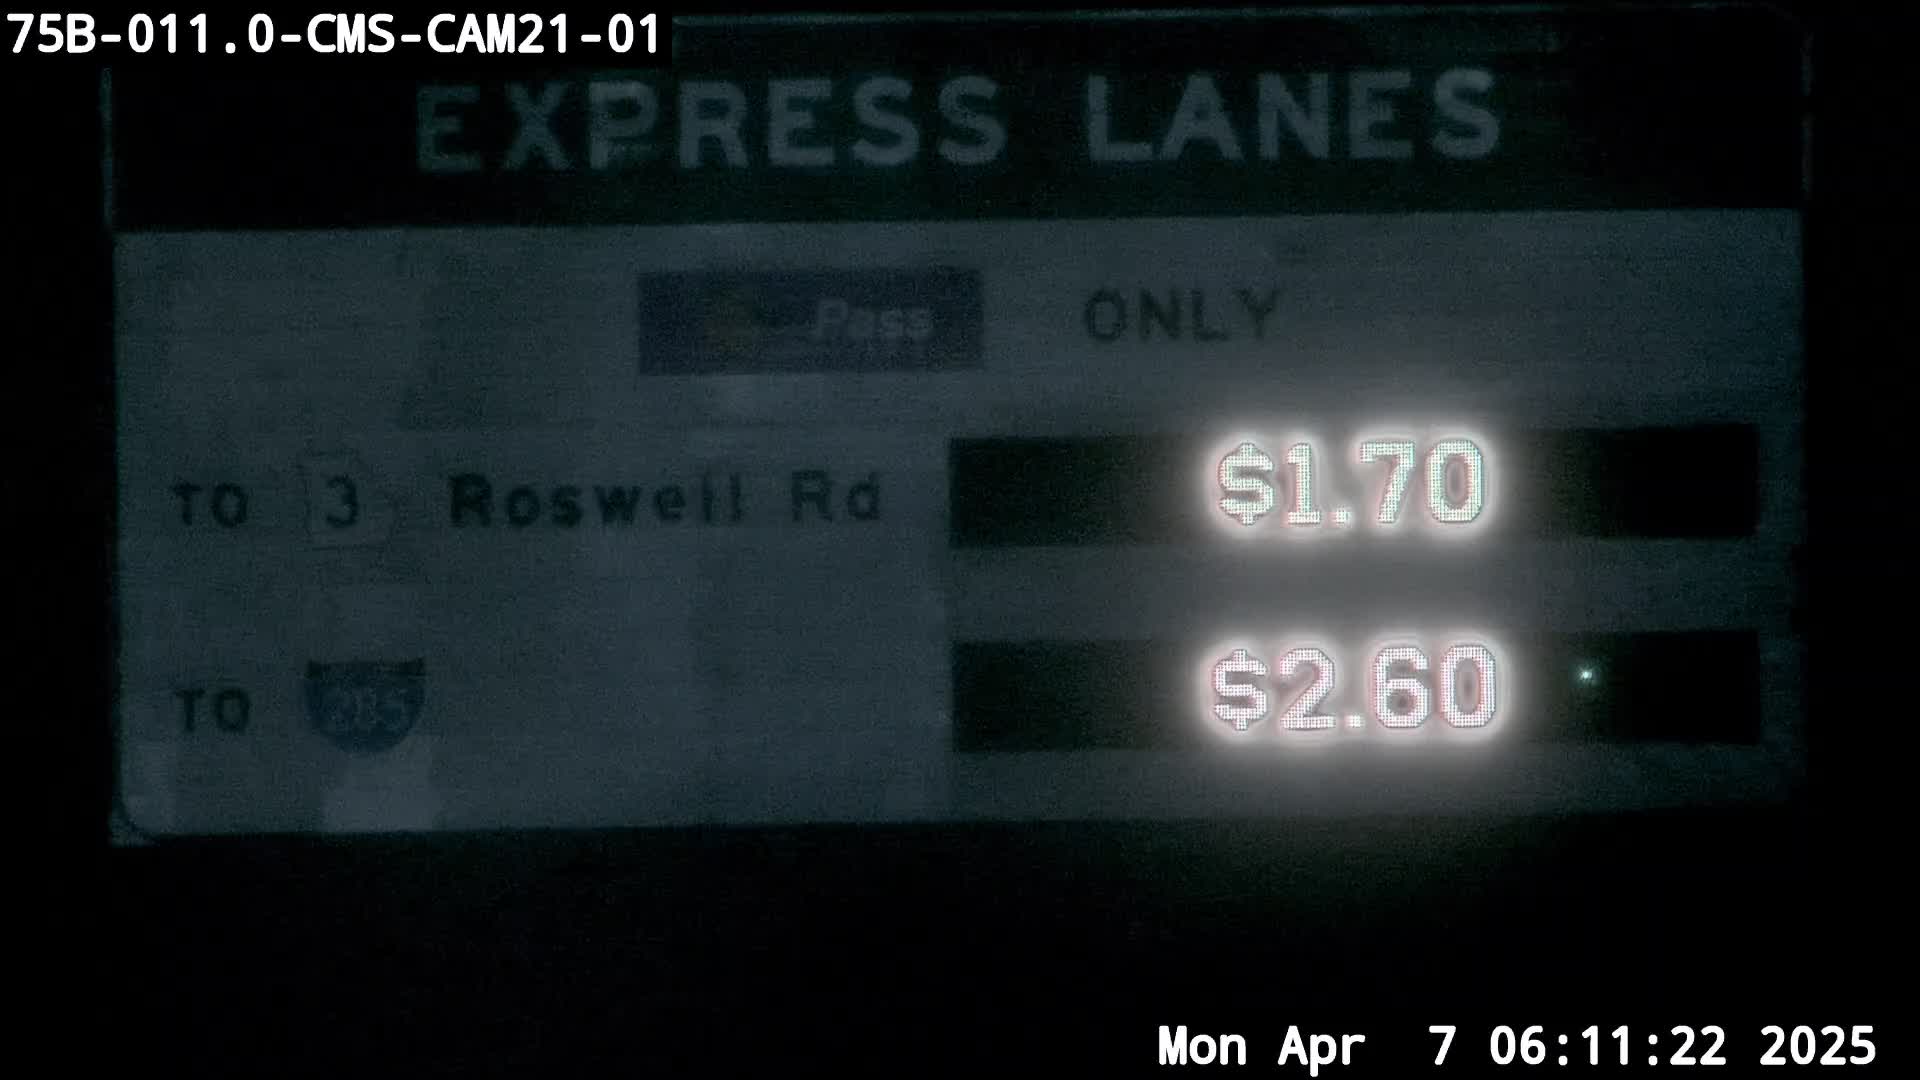 75B-011.0-CMS-CAM21-01
EXPRESS LANES
Pass ONLY
TO 3 Roswell Rd $1.70
TO 285 $2.60
Mon Apr 7 06:11:22 2025